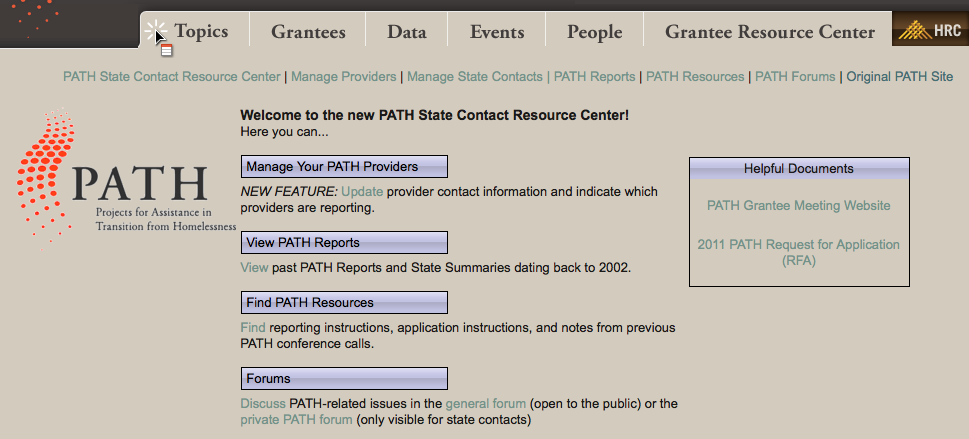 Topics Grantees Data Events People Grantee Resource Center HRC
PATH State Contact Resource Center | Manage Providers | Manage State Contacts | PATH Reports | PATH Resources | PATH Forums | Original PATH Site
PATH
Projects for Assistance in
Transition from Homelessness
Welcome to the new PATH State Contact Resource Center!
Here you can...
Manage Your PATH Providers
NEW FEATURE: Update provider contact information and indicate which
providers are reporting.
View PATH Reports
View past PATH Reports and State Summaries dating back to 2002.
Find PATH Resources
Find reporting instructions, application instructions, and notes from previous
PATH conference calls.
Forums
Discuss PATH-related issues in the general forum (open to the public) or the
private PATH forum (only visible for state contacts)
Helpful Documents
PATH Grantee Meeting Website
2011 PATH Request for Application
(RFA)